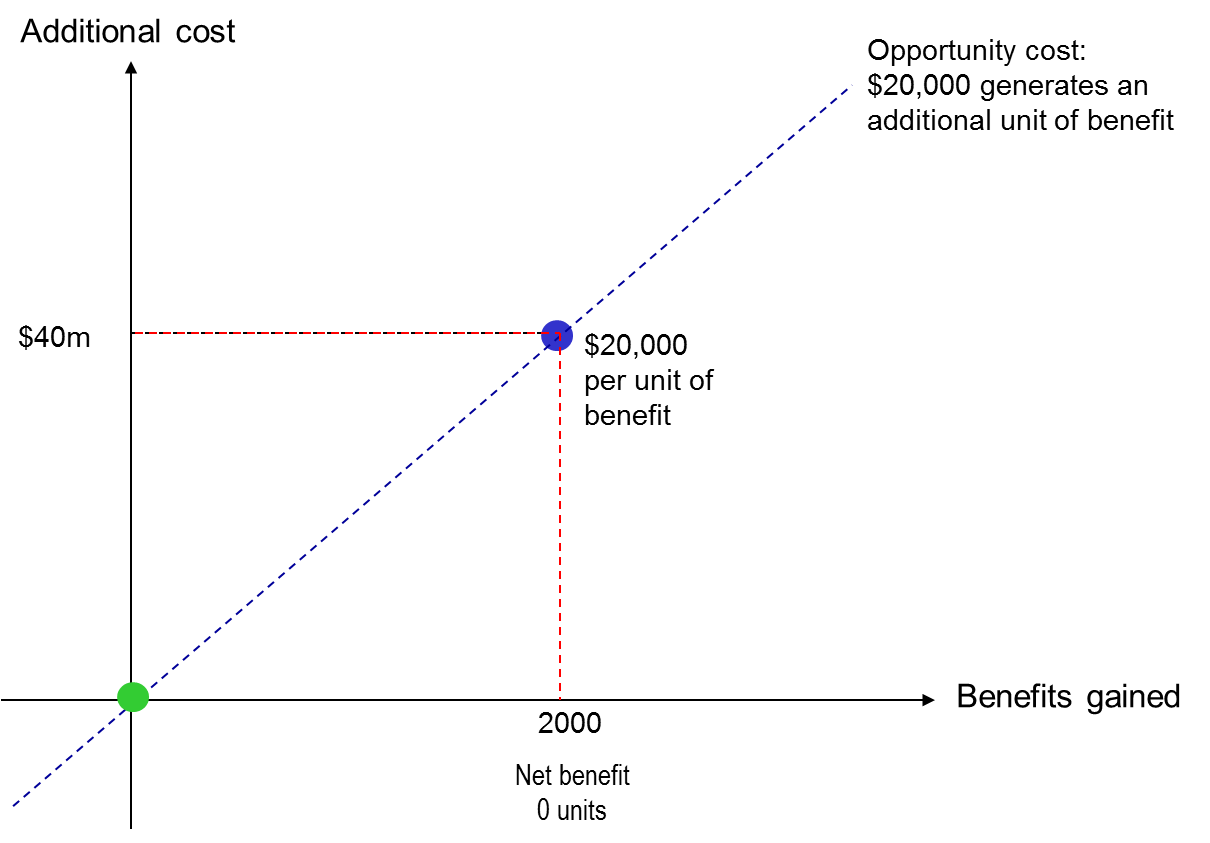 Additional cost
Opportunity cost:
$20,000 generates an
additional unit of benefit
$40m
$20,000
per unit of
benefit
Benefits gained
2000
Net benefit
0 units